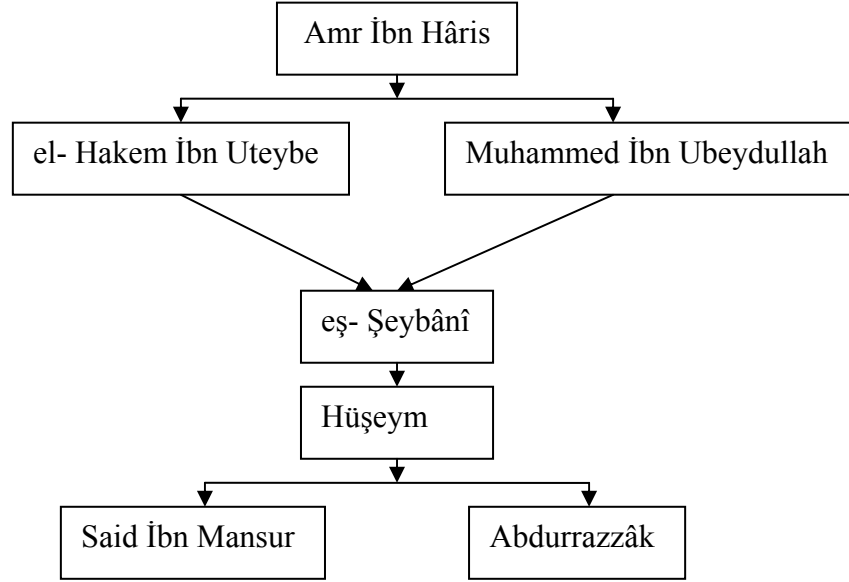 Amr İbn Hâris
el- Hakem İbn Uteybe
Muhammed İbn Ubeydullah
eş- Şeybânî
Hüşeym
Said İbn Mansur
Abdurrazzâk